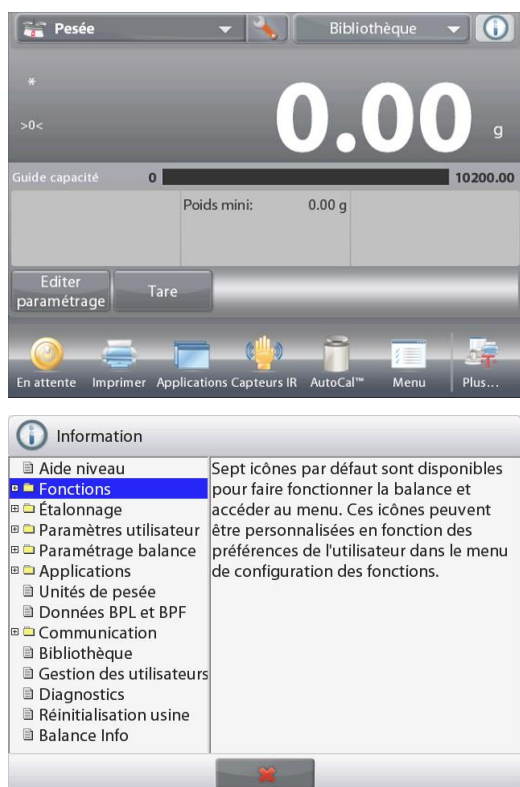 Pesée
Bibliothèque
*
>0<
0.00 g
Guide capacité 0 10200.00
Poids mini: 0.00 g
Editer
paramétrage
Tare
En attente Imprimer Applications Capteurs IR AutoCal™ Menu Plus...
Information
Aide niveau
Fonctions
Étalonnage
Paramètres utilisateur
Paramétrage balance
Applications
Unités de pesée
Données BPL et BPF
Communication
Bibliothèque
Gestion des utilisateurs
Diagnostics
Réinitialisation usine
Balance Info
Sept icônes par défaut sont disponibles
pour faire fonctionner la balance et
accéder au menu. Ces icônes peuvent
être personnalisées en fonction des
préférences de l'utilisateur dans le menu
de configuration des fonctions.